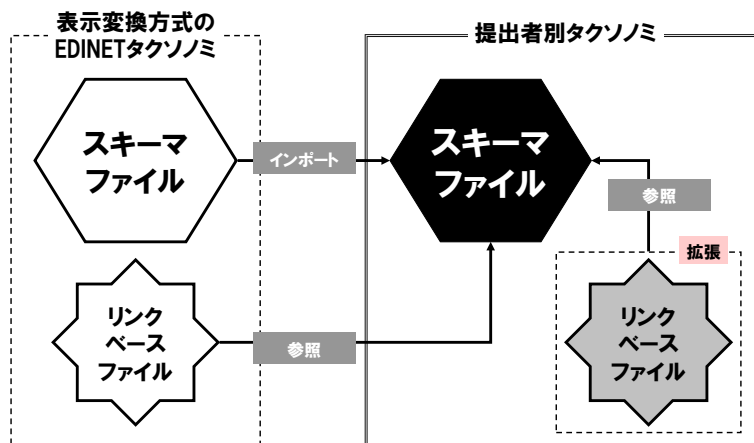 表示変換方式の
EDINETタクソノミ
提出者別タクソノミ
スキーマ
ファイル
インポート
スキーマ
ファイル
参照
拡張
リンク
ベース
ファイル
参照
リンク
ベース
ファイル